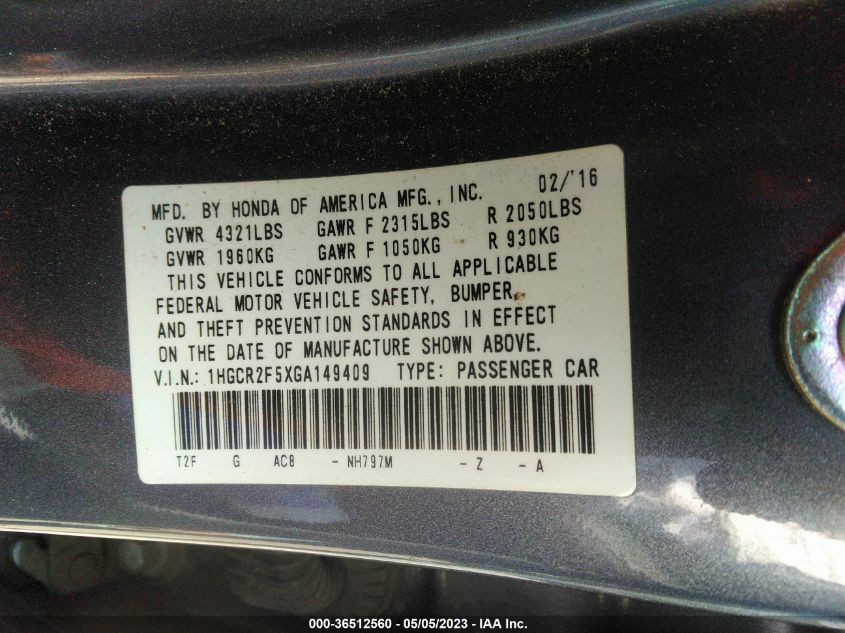 MFD. BY HONDA OF AMERICA MFG., INC. 02/'16
GVWR 4321LBS GAWR F 2315LBS R 2050LBS
GVWR 1960KG GAWR F 1050KG R 930KG
THIS VEHICLE CONFORMS TO ALL APPLICABLE
FEDERAL MOTOR VEHICLE SAFETY, BUMPER,
AND THEFT PREVENTION STANDARDS IN EFFECT
ON THE DATE OF MANUFACTURE SHOWN ABOVE.
V.I.N.: 1HGCR2F5XGA149409 TYPE: PASSENGER CAR
T2F G AC8 - NH797M - Z - A
000-36512560 - 05/05/2023 - IAA Inc.